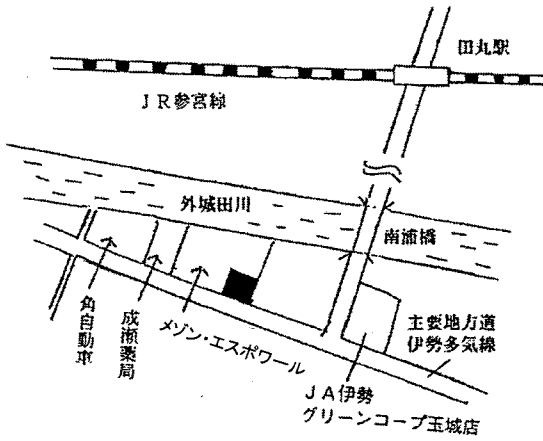 田丸駅
JR参宮線
外城田川
南浦橋
角自動車
成瀬薬局
メゾン・エスポワール
主要地方道
伊勢多気線
JA伊勢
グリーンコープ玉城店